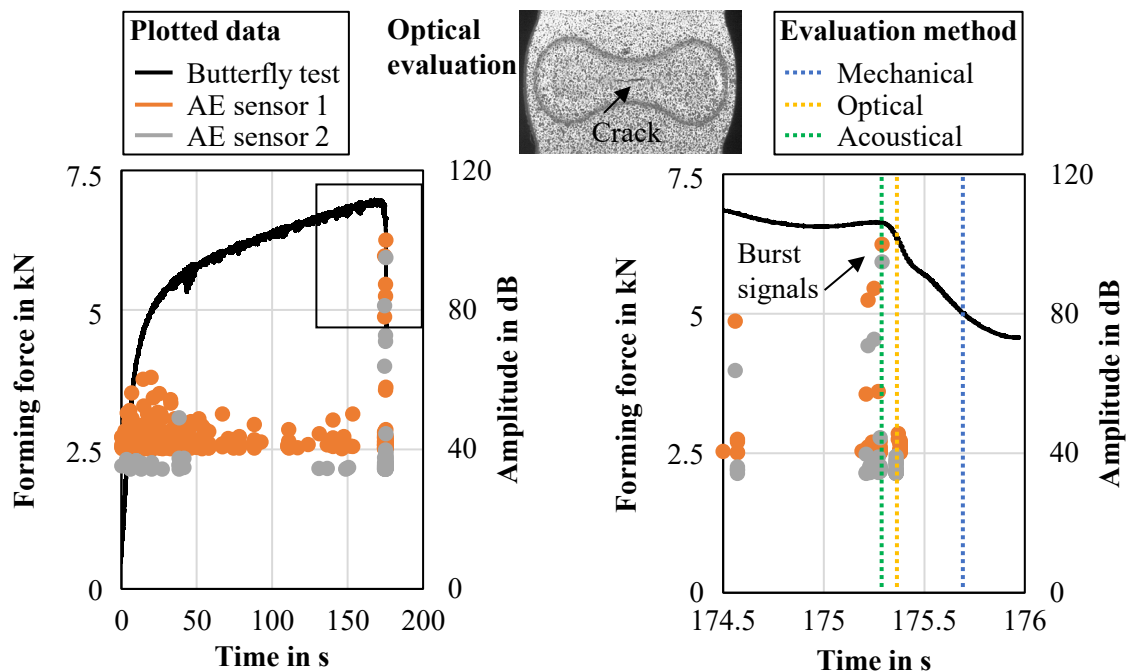 Plotted data
Butterfly test
AE sensor 1
AE sensor 2
Optical
evaluation
Crack
Evaluation method
Mechanical
Optical
Acoustical
Forming force in kN
7.5
5
2.5
0
120
80
40
0
Amplitude in dB
0 50 100 150 200
Time in s
Forming force in kN
7.5
5
2.5
0
Burst
signals
120
80
40
0
Amplitude in dB
174.5 175 175.5 176
Time in s